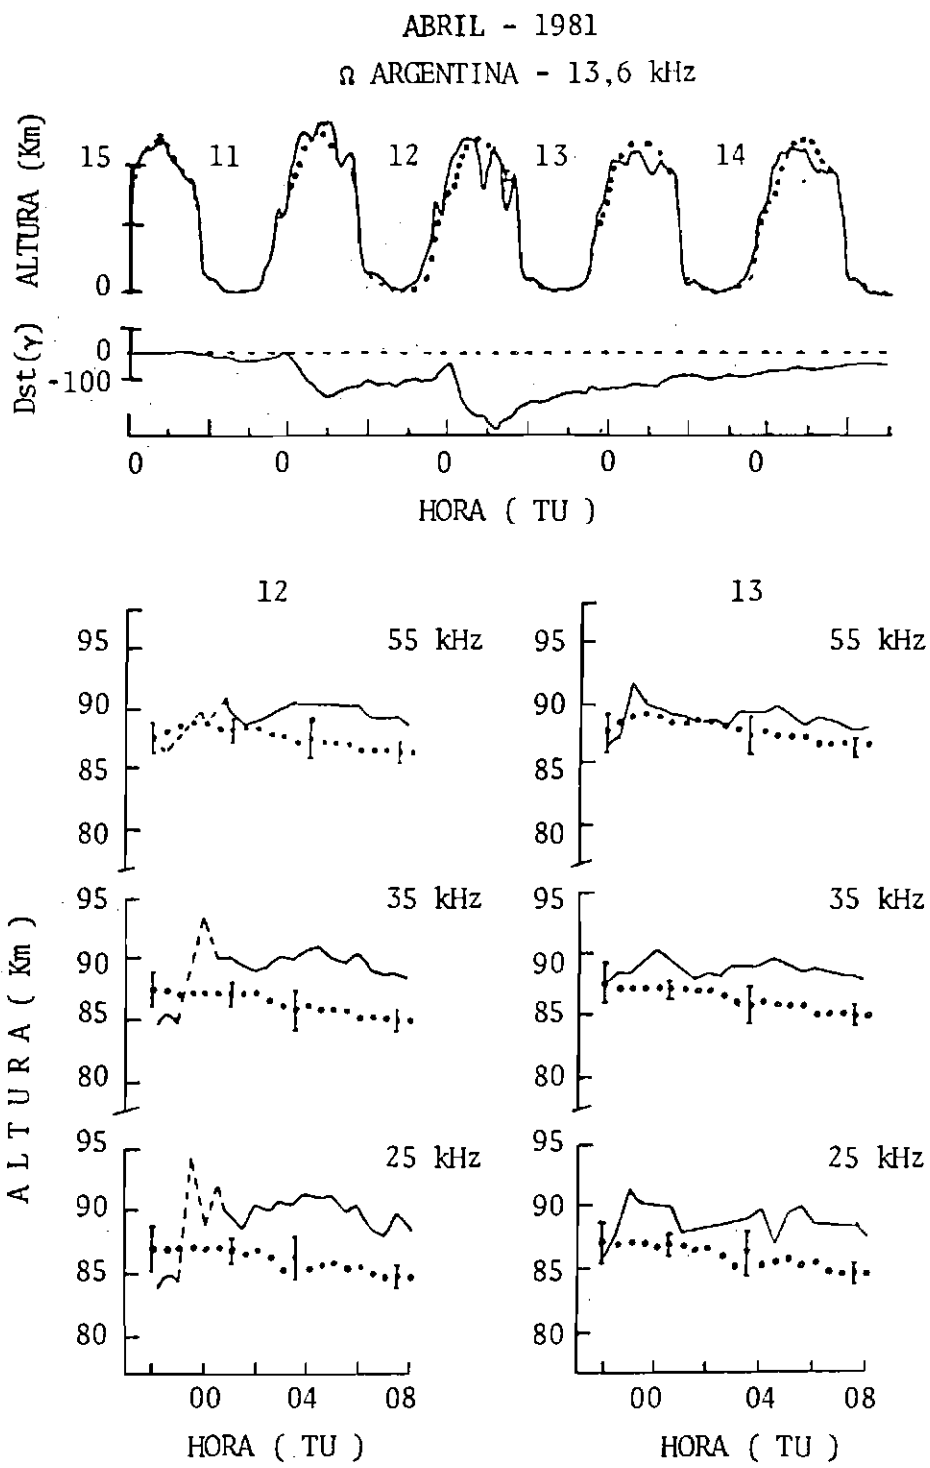 ABRIL - 1981
Ω ARGENTINA - 13,6 kHz
ALTURA (Km)
15
0
11
12
13
14
Dst(γ)
0
-100
0 0 0 0 0
HORA ( TU )
12
13
ALTURA ( Km )
95
90
85
80
55 kHz
95
90
85
80
55 kHz
95
90
85
80
35 kHz
95
90
85
80
35 kHz
95
90
85
80
25 kHz
95
90
85
80
25 kHz
00 04 08
00 04 08
HORA ( TU )
HORA ( TU )